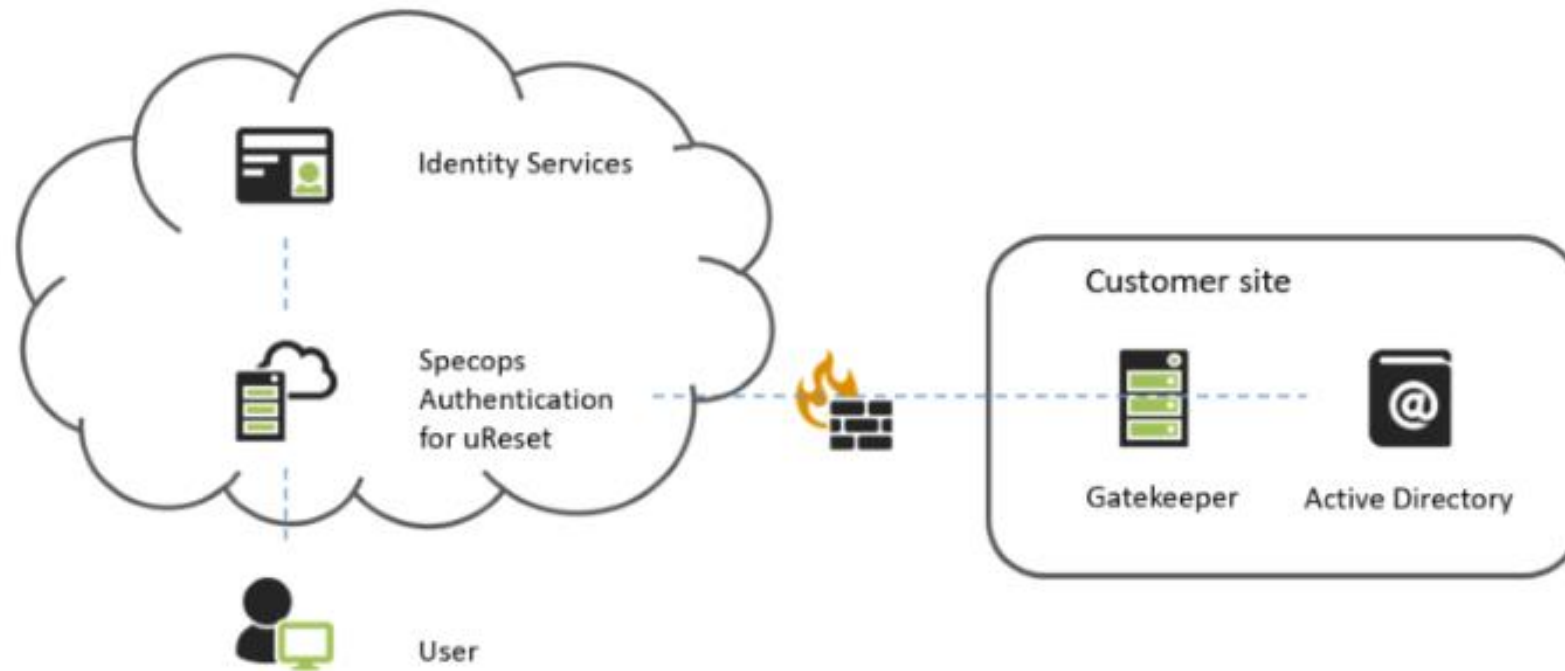 Identity Services
Customer site
Specops
Authentication
for uReset
@
Gatekeeper
Active Directory
User